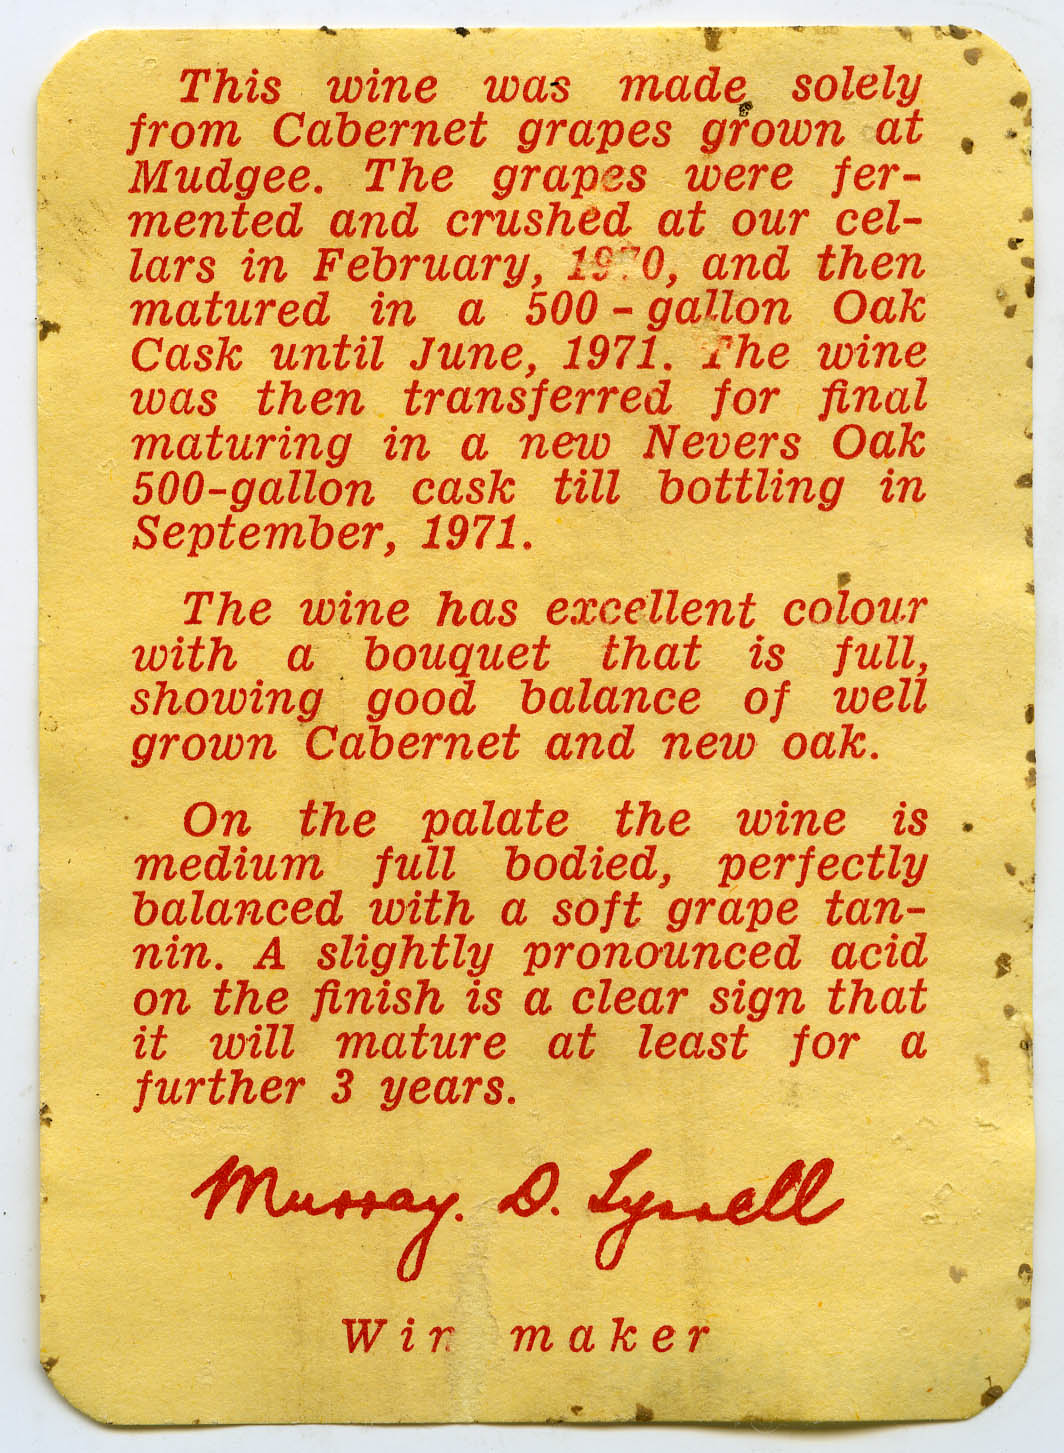 This wine was made solely
from Cabernet grapes grown at
Mudgee. The grapes were fer-
mented and crushed at our cel-
lars in February, 1970, and then
matured in a 500-gallon Oak
Cask until June, 1971. The wine
was then transferred for final
maturing in a new Nevers Oak
500-gallon cask till bottling in
September, 1971.
The wine has excellent colour
with a bouquet that is full,
showing good balance of well
grown Cabernet and new oak.
On the palate the wine is
medium full bodied, perfectly
balanced with a soft grape tan-
nin. A slightly pronounced acid
on the finish is a clear sign that
it will mature at least for a
further 3 years.
Murray. D. Tyrrell
Winemaker